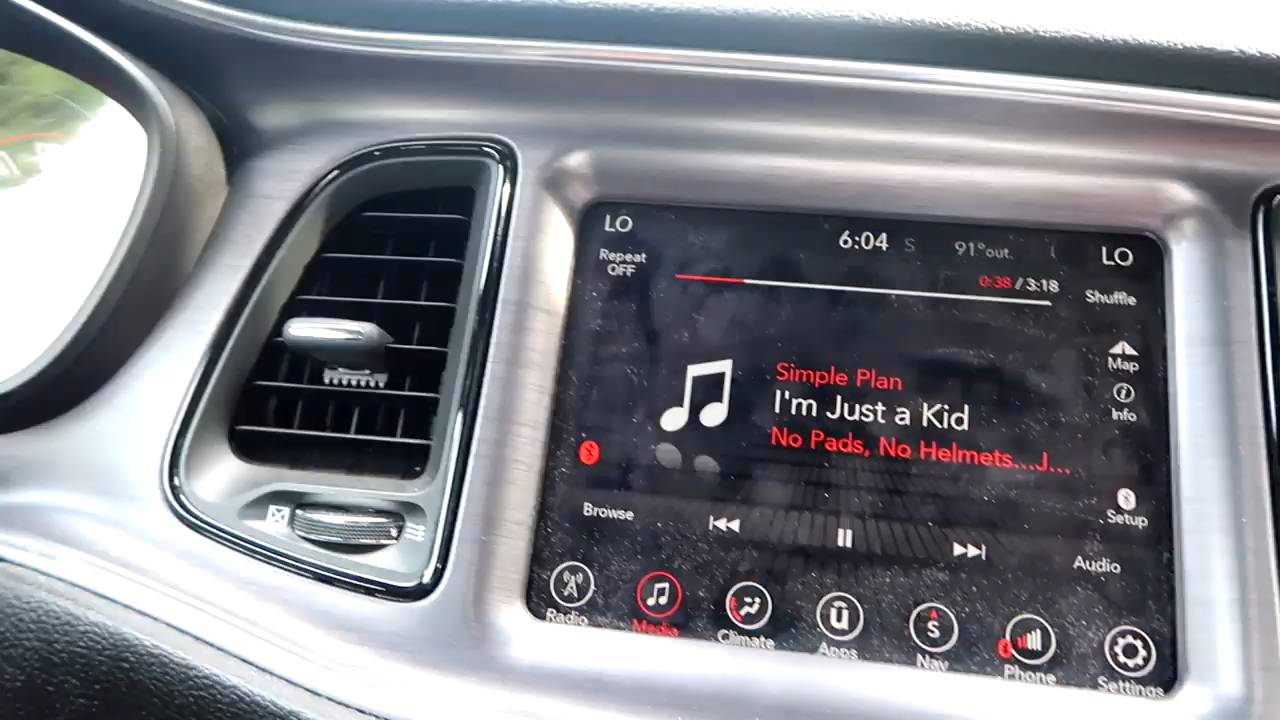 LO
6:04 S 91°out.
LO
Repeat
OFF
0:38 / 3:18
Shuffle
Map
Simple Plan
I'm Just a Kid
No Pads, No Helmets...J...
Info
Browse
Setup
Audio
Radio
Media
Climate
Apps
S
Nav
Phone
Settings